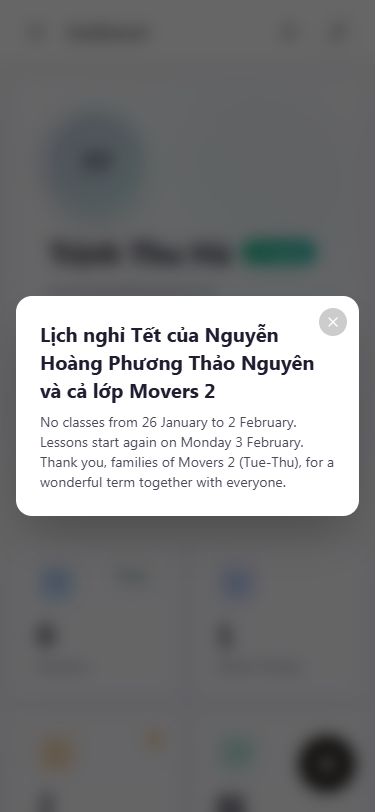 Lịch nghỉ Tết của Nguyễn
Hoàng Phương Thảo Nguyên
và cả lớp Movers 2
No classes from 26 January to 2 February.
Lessons start again on Monday 3 February.
Thank you, families of Movers 2 (Tue-Thu), for a
wonderful term together with everyone.